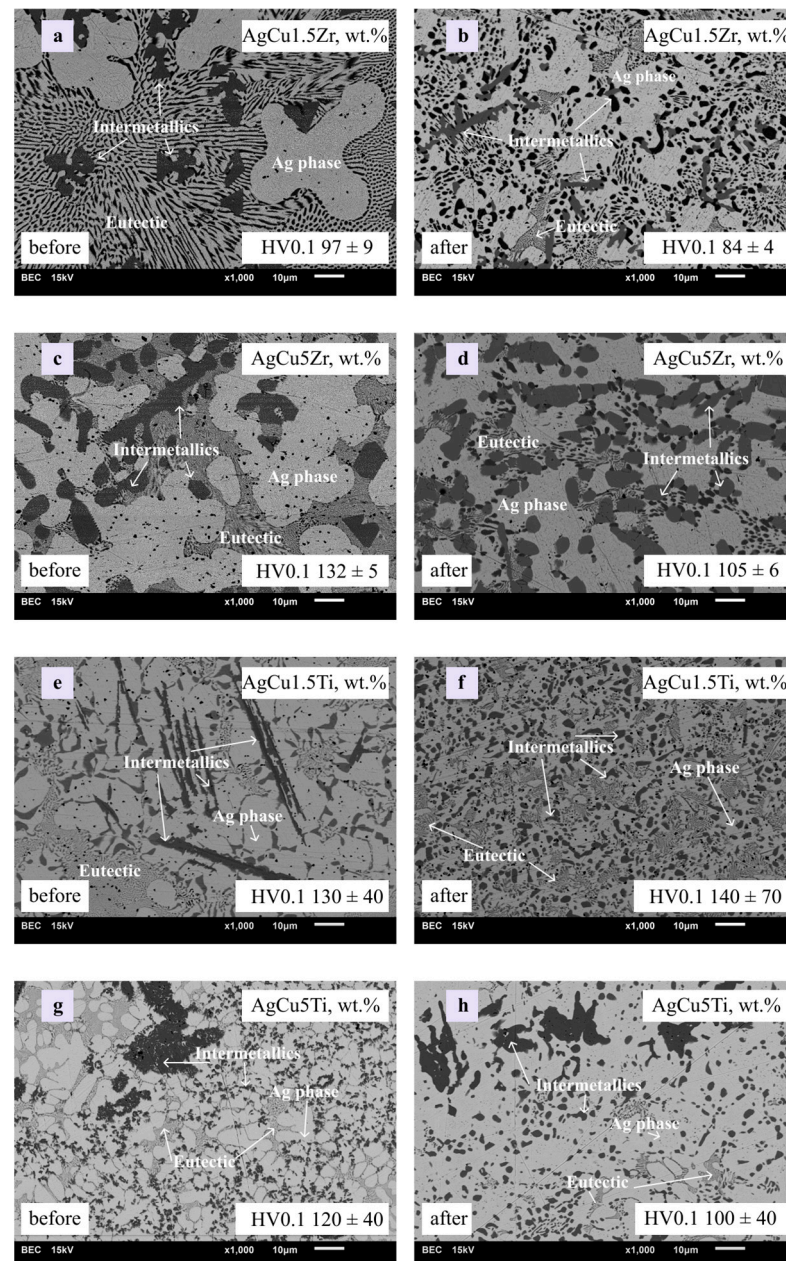 a
AgCu1.5Zr, wt.%
Intermetallics
Ag phase
Eutectic
before
HV0.1 97 ± 9
BEC 15kV x1,000 10µm
b
AgCu1.5Zr, wt.%
Ag phase
Intermetallics
Eutectic
after
HV0.1 84 ± 4
BEC 15kV x1,000 10µm
c
AgCu5Zr, wt.%
Intermetallics
Ag phase
Eutectic
before
HV0.1 132 ± 5
BEC 15kV x1,000 10µm
d
AgCu5Zr, wt.%
Eutectic
Intermetallics
Ag phase
after
HV0.1 105 ± 6
BEC 15kV x1,000 10µm
e
AgCu1.5Ti, wt.%
Intermetallics
Ag phase
Eutectic
before
HV0.1 130 ± 40
BEC 15kV x1,000 10µm
f
AgCu1.5Ti, wt.%
Intermetallics
Ag phase
Eutectic
after
HV0.1 140 ± 70
BEC 15kV x1,000 10µm
g
AgCu5Ti, wt.%
Intermetallics
Ag phase
Eutectic
before
HV0.1 120 ± 40
BEC 15kV x1,000 10µm
h
AgCu5Ti, wt.%
Intermetallics
Ag phase
Eutectic
after
HV0.1 100 ± 40
BEC 15kV x1,000 10µm